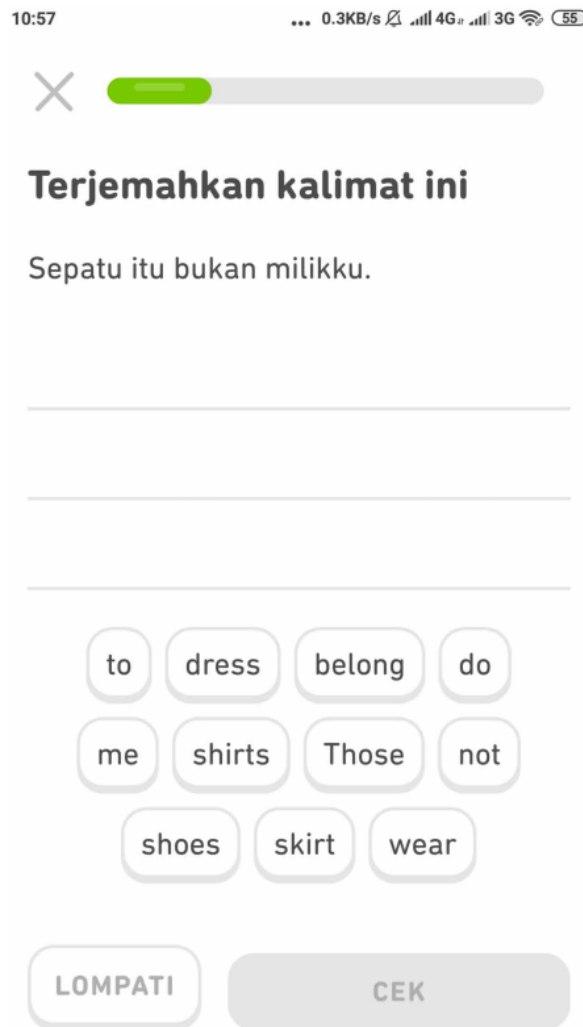 10:57 ... 0.3KB/s 4G 3G 55
Terjemahkan kalimat ini
Sepatu itu bukan milikku.
to dress belong do
me shirts Those not
shoes skirt wear
LOMPATI CEK